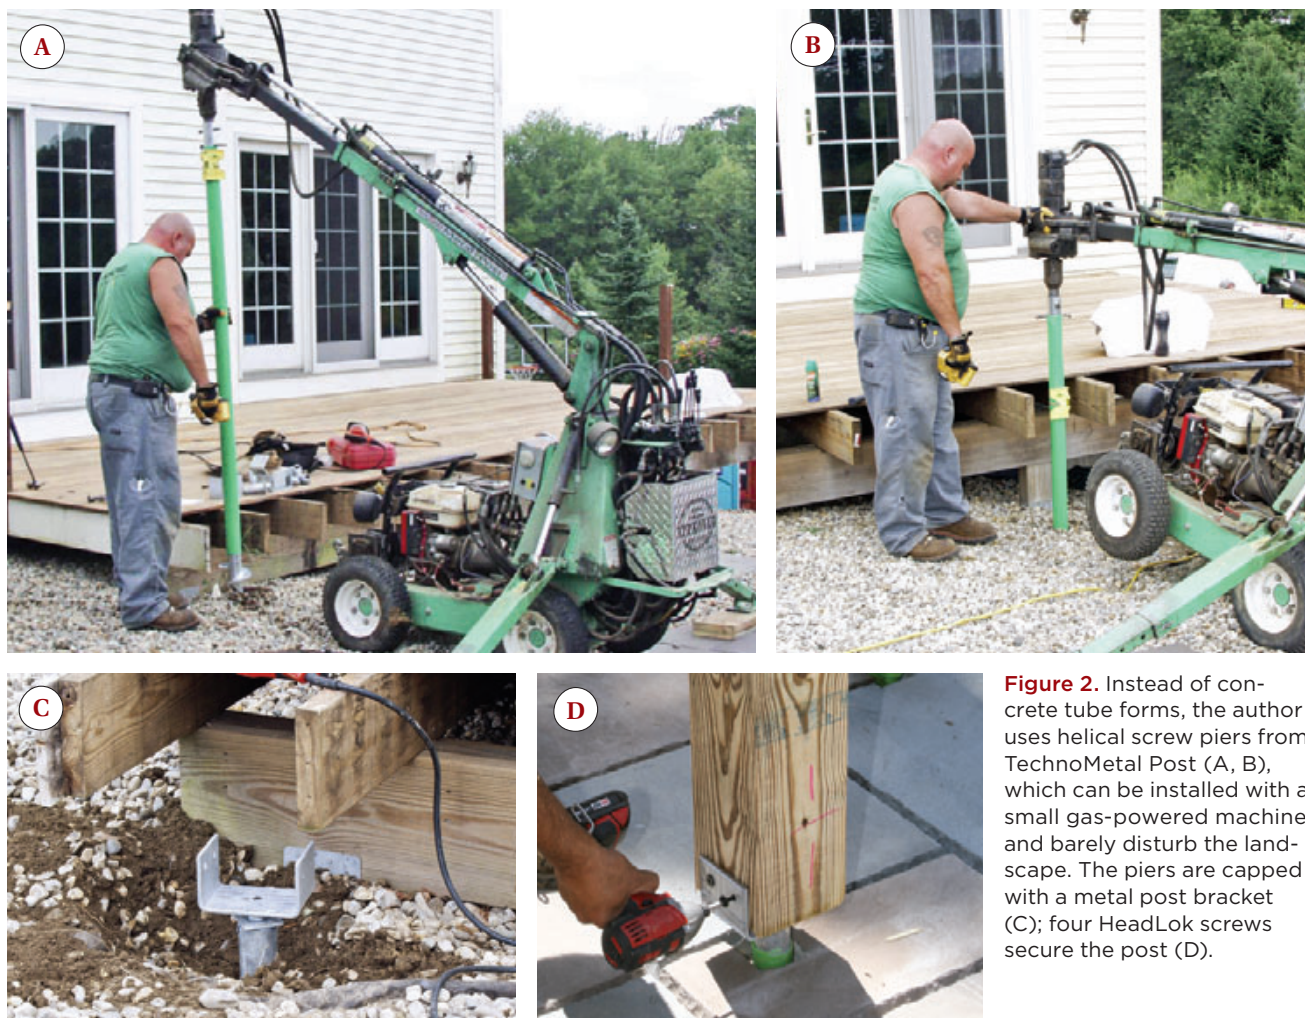 A
B
C
D
Figure 2. Instead of con-
crete tube forms, the author
uses helical screw piers from
TechnoMetal Post (A, B),
which can be installed with a
small gas-powered machine
and barely disturb the land-
scape. The piers are capped
with a metal post bracket
(C); four HeadLok screws
secure the post (D).